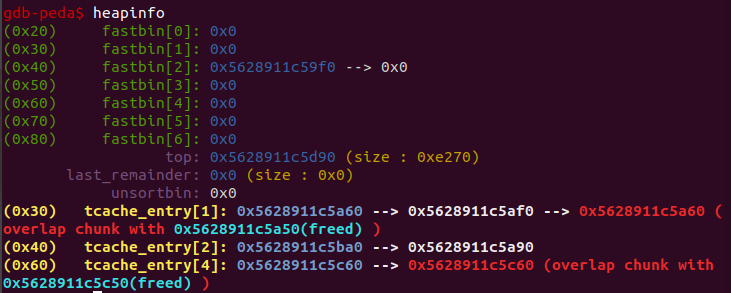 gdb-peda$ heapinfo
(0x20)     fastbin[0]: 0x0
(0x30)     fastbin[1]: 0x0
(0x40)     fastbin[2]: 0x5628911c59f0 --> 0x0
(0x50)     fastbin[3]: 0x0
(0x60)     fastbin[4]: 0x0
(0x70)     fastbin[5]: 0x0
(0x80)     fastbin[6]: 0x0
                  top: 0x5628911c5d90 (size : 0xe270)
       last_remainder: 0x0 (size : 0x0)
            unsortbin: 0x0
(0x30)   tcache_entry[1]: 0x5628911c5a60 --> 0x5628911c5af0 --> 0x5628911c5a60 (
overlap chunk with 0x5628911c5a50(freed) )
(0x40)   tcache_entry[2]: 0x5628911c5ba0 --> 0x5628911c5a90
(0x60)   tcache_entry[4]: 0x5628911c5c60 --> 0x5628911c5c60 (overlap chunk with
0x5628911c5c50(freed) )